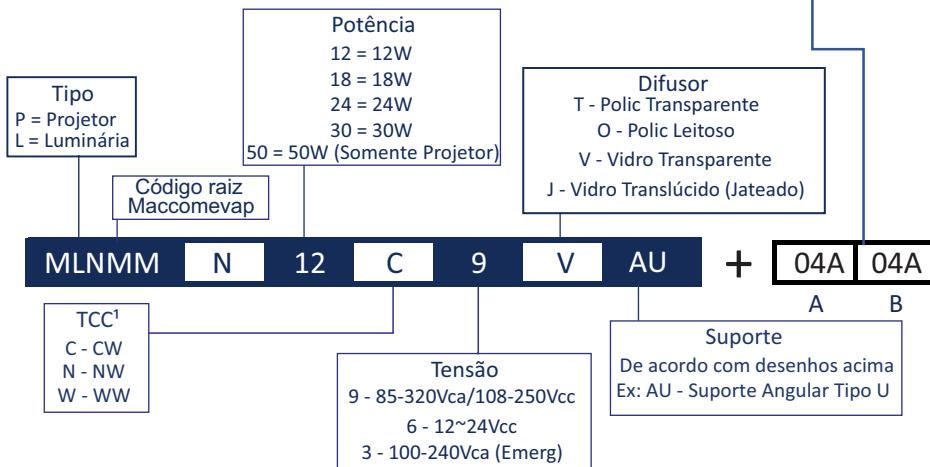 Potência
12 = 12W
18 = 18W
24 = 24W
30 = 30W
50 = 50W (Somente Projetor)
Tipo
P = Projetor
L = Luminária
Difusor
T - Polic Transparente
O - Polic Leitoso
V - Vidro Transparente
J - Vidro Translúcido (Jateado)
Código raiz
Maccomevap
MLNMM N 12 C 9 V AU + 04A 04A
A B
TCC¹
C - CW
N - NW
W - WW
Tensão
9 - 85-320Vca/108-250Vcc
6 - 12~24Vcc
3 - 100-240Vca (Emerg)
Suporte
De acordo com desenhos acima
Ex: AU - Suporte Angular Tipo U